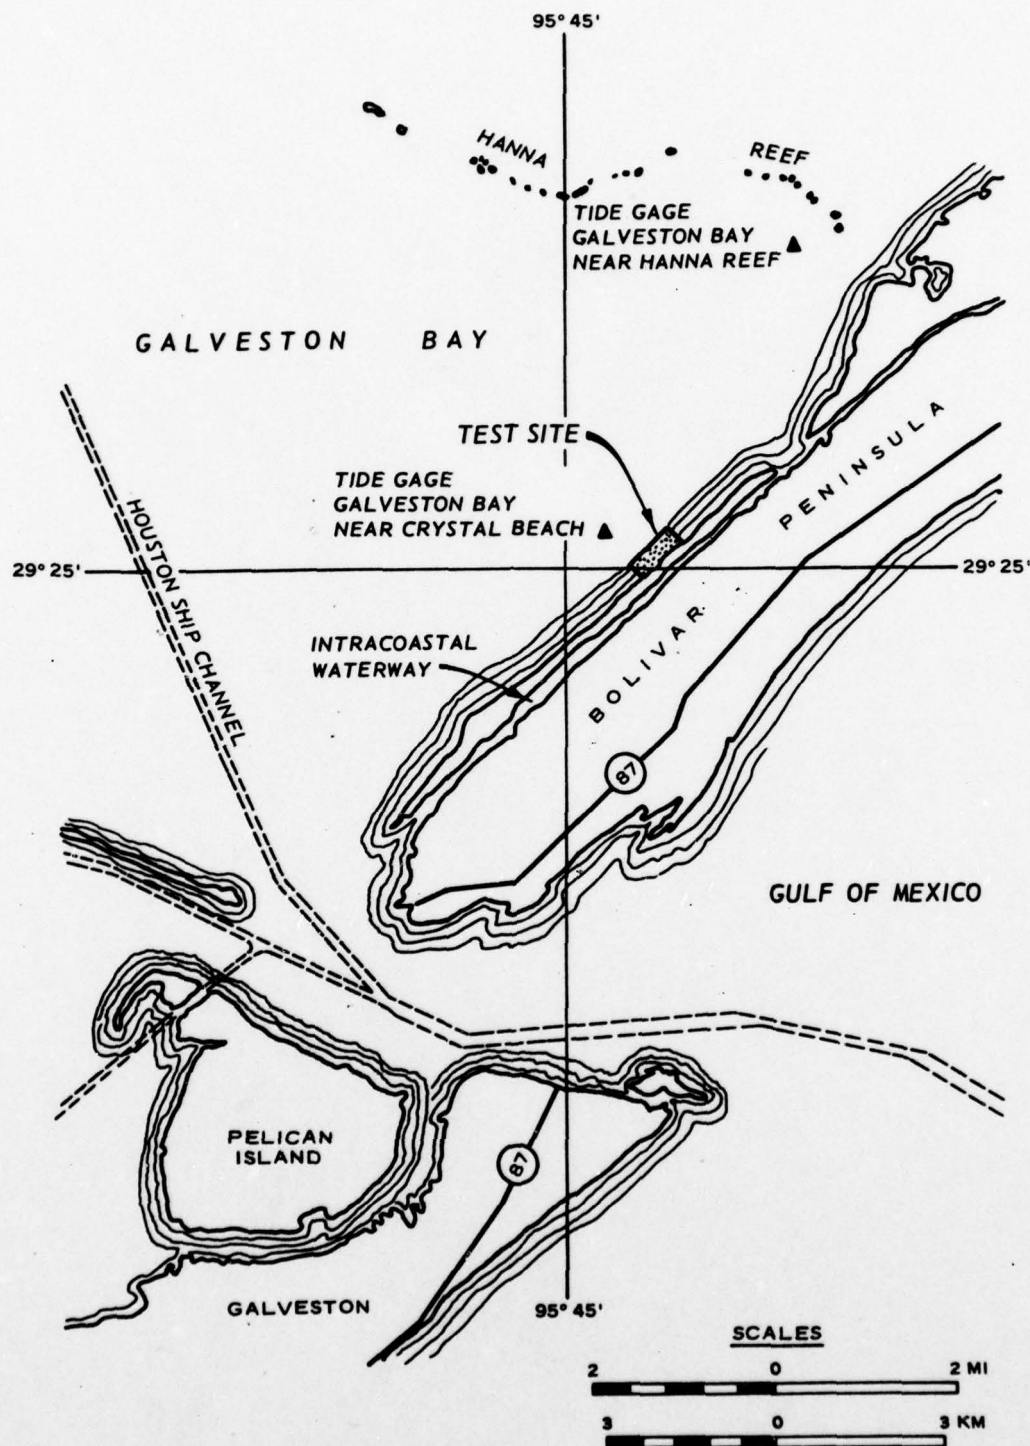 95° 45'
HANNA
REEF
TIDE GAGE
GALVESTON BAY
NEAR HANNA REEF
GALVESTON BAY
TEST SITE
TIDE GAGE
GALVESTON BAY
NEAR CRYSTAL BEACH
PENINSULA
HOUSTON SHIP CHANNEL
29° 25'
29° 25'
INTRACOASTAL
WATERWAY
BOLIVAR
87
GULF OF MEXICO
PELICAN
ISLAND
87
GALVESTON
95° 45'
SCALES
2 0 2 MI
3 0 3 KM